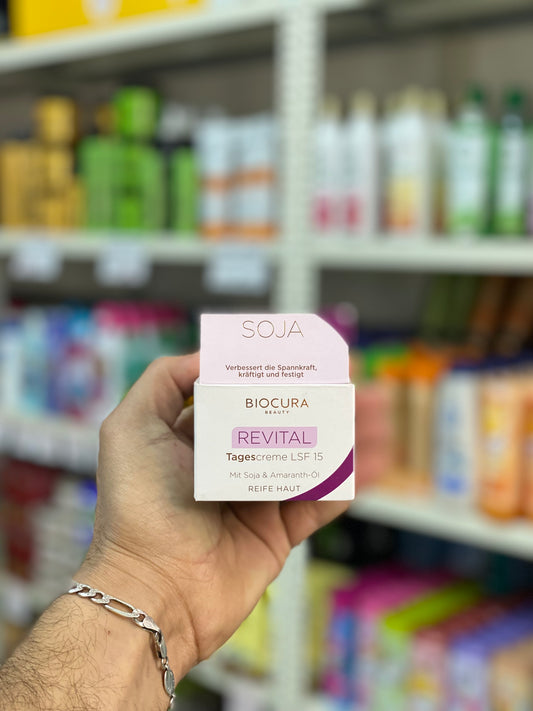 SOJA
Verbessert die Spannkraft,
kräftigt und festigt
BIOCURA
BEAUTY
REVITAL
Tagescreme LSF 15
Mit Soja & Amaranth-Öl
REIFE HAUT